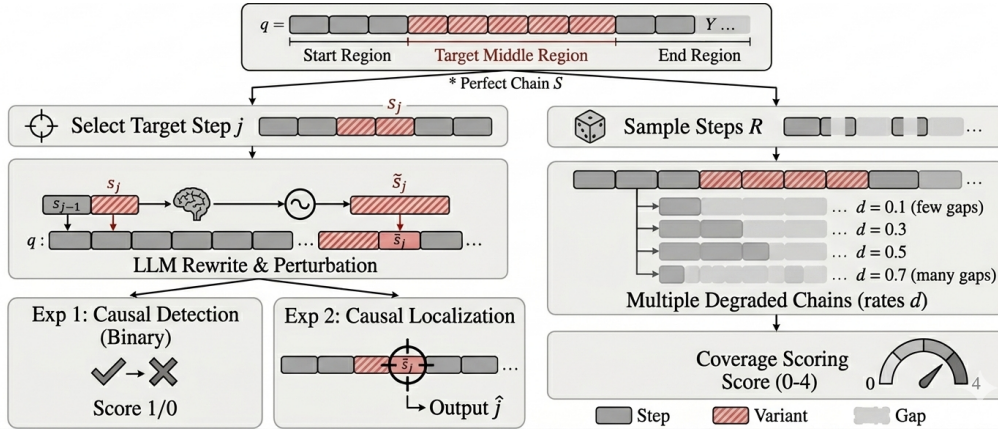 q =
Y ...
Start Region
Target Middle Region
End Region
* Perfect Chain S
Select Target Step j
s_j
Sample Steps R
...
s_{j-1}
s_j
s̃_j
q :
...
s̄_j
...
LLM Rewrite & Perturbation
Exp 1: Causal Detection
(Binary)
Score 1/0
Exp 2: Causal Localization
s̄_j
...
Output ĵ
...
... d = 0.1 (few gaps)
... d = 0.3
... d = 0.5
... d = 0.7 (many gaps)
Multiple Degraded Chains (rates d)
Coverage Scoring
Score (0-4)
0
4
Step
Variant
Gap